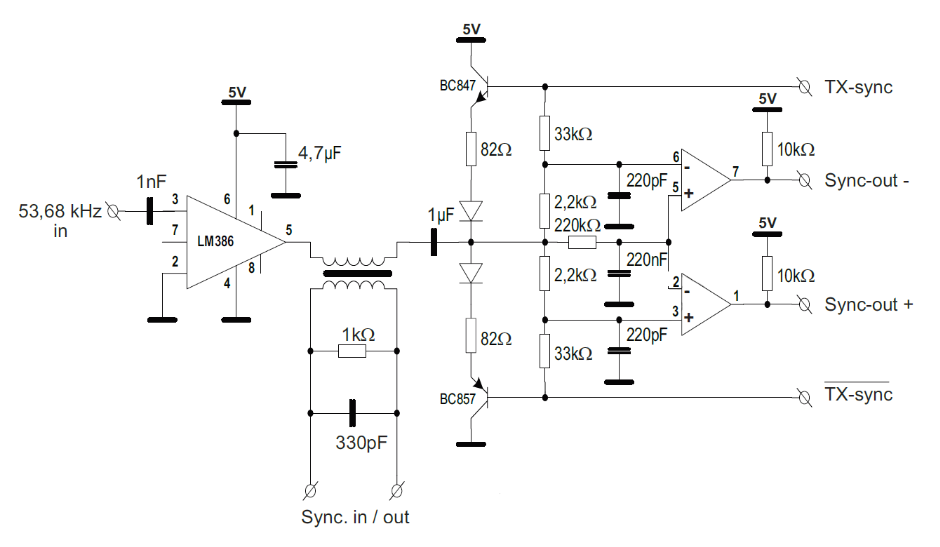 5V
BC847
TX-sync
5V
5V
33kΩ
10kΩ
82Ω
4,7µF
6
-
7
220pF
5
+
Sync-out -
1nF
3
6
1
2,2kΩ
53,68 kHz
in
7
LM386
5
1µF
220kΩ
5V
2
8
4
2,2kΩ
220nF
2
-
10kΩ
1
Sync-out +
3
+
1kΩ
82Ω
33kΩ
220pF
BC857
TX-sync
330pF
Sync. in / out